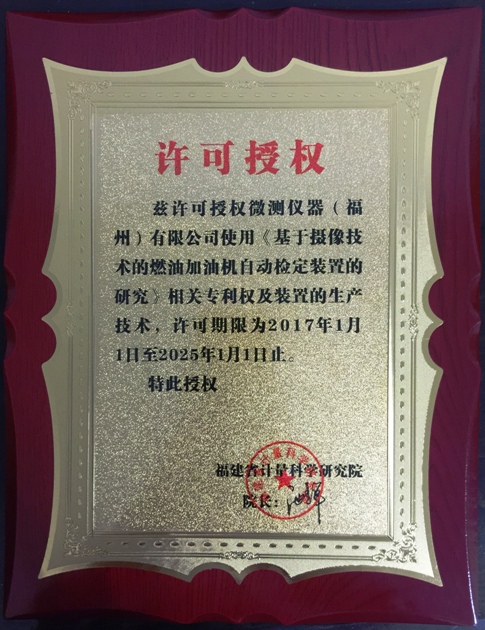 许可授权
兹许可授权微测仪器（福
州）有限公司使用《基于摄像技
术的燃油加油机自动检定装置的
研究》相关专利权及装置的生产
技术，许可期限为2017年1月
1日至2025年1月1日止。
特此授权
福建省计量科学研究院
院长：